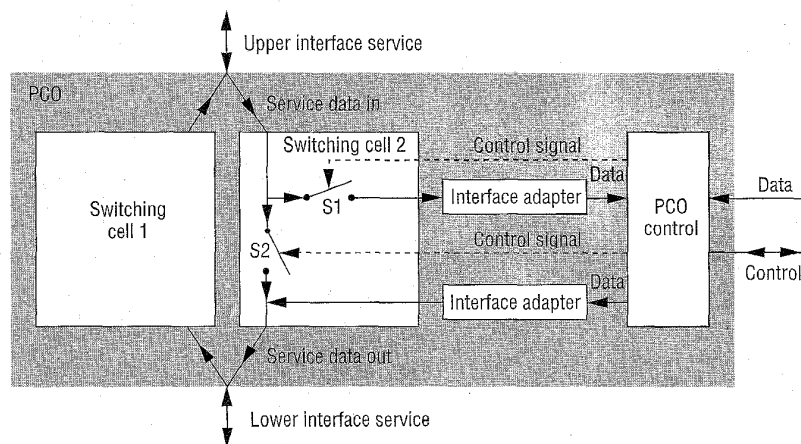 Upper interface service
PCO
Service data in
Switching cell 2
Control signal
Data
Switching
cell 1
S1
Interface adapter
PCO
control
Data
S2
Control signal
Control
Data
Interface adapter
Service data out
Lower interface service